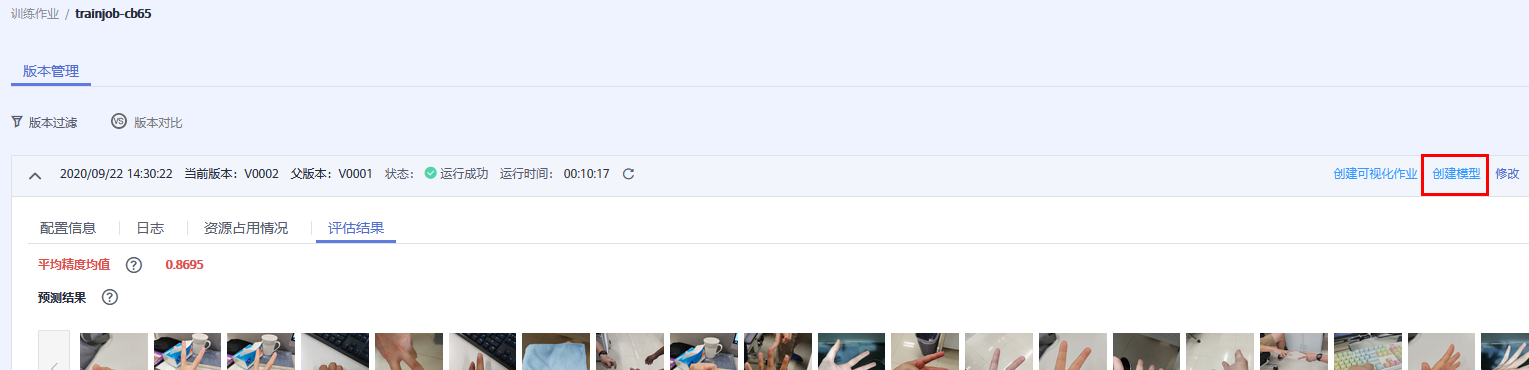 训练作业 / trainjob-cb65
版本管理
版本过滤 VS 版本对比
2020/09/22 14:30:22 当前版本：V0002 父版本：V0001 状态： 运行成功 运行时间： 00:10:17 创建可视化作业 创建模型 修改
配置信息 日志 资源占用情况 评估结果
平均精度均值 ? 0.8695
预测结果 ?